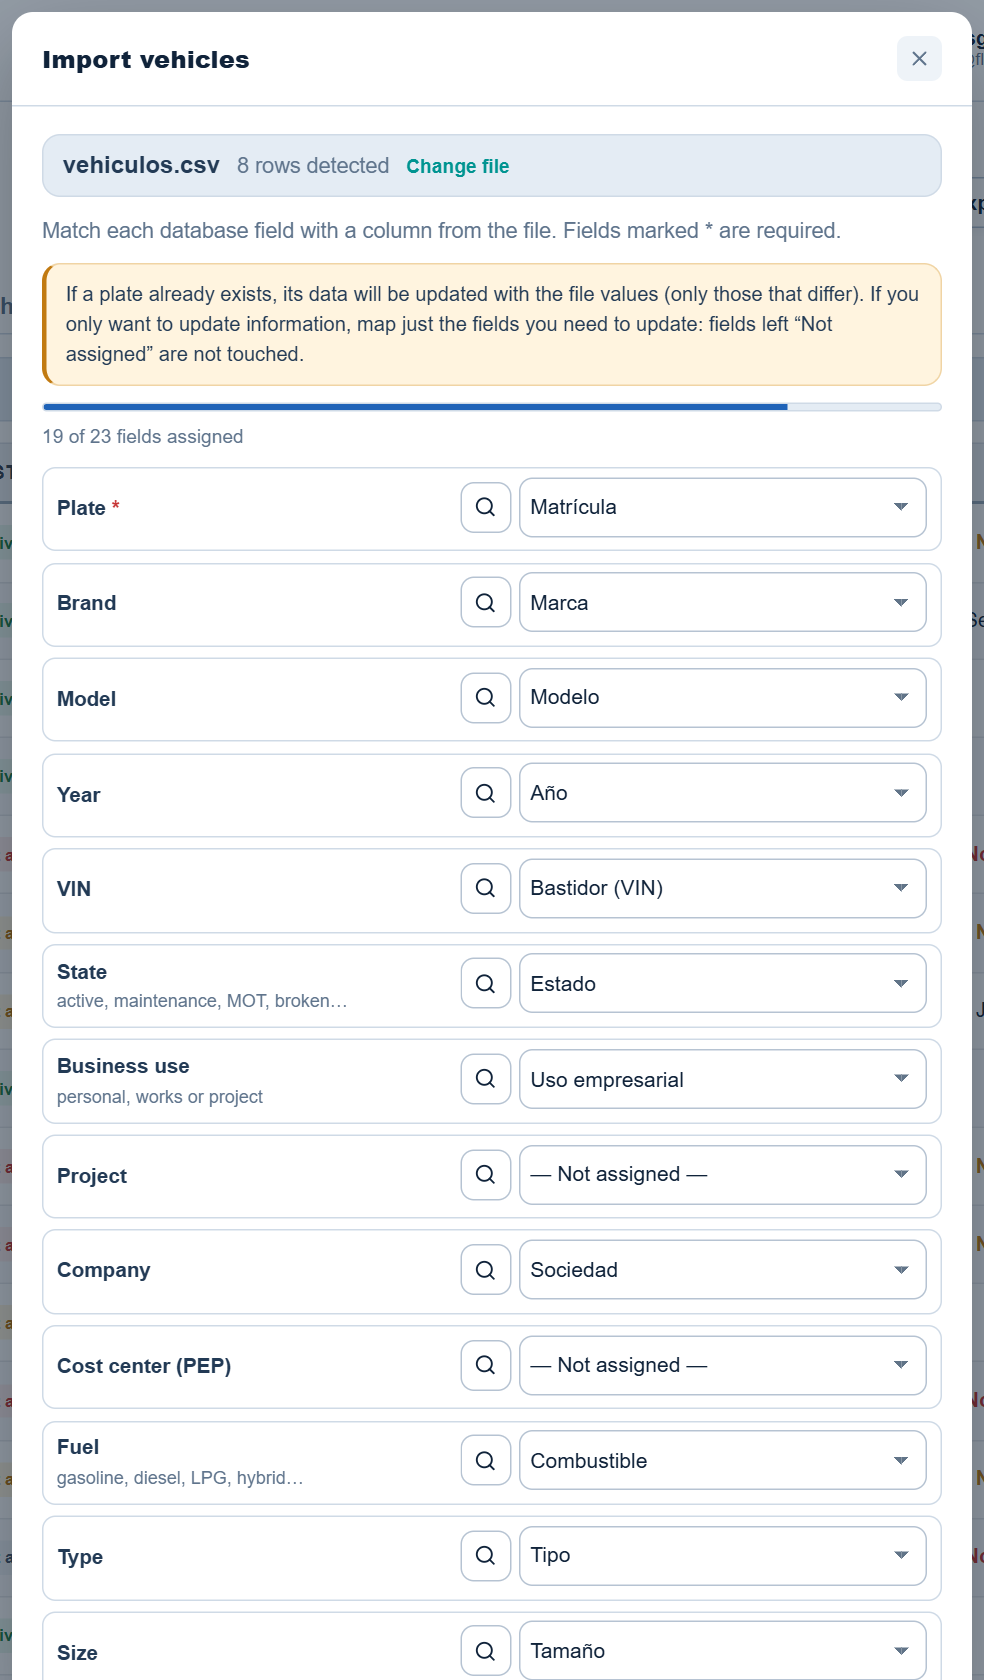 Import vehicles
vehiculos.csv 8 rows detected Change file
Match each database field with a column from the file. Fields marked * are required.
If a plate already exists, its data will be updated with the file values (only those that differ). If you
only want to update information, map just the fields you need to update: fields left “Not
assigned” are not touched.
19 of 23 fields assigned
Plate * Matrícula
Brand Marca
Model Modelo
Year Año
VIN Bastidor (VIN)
State Estado
active, maintenance, MOT, broken…
Business use Uso empresarial
personal, works or project
Project — Not assigned —
Company Sociedad
Cost center (PEP) — Not assigned —
Fuel Combustible
gasoline, diesel, LPG, hybrid…
Type Tipo
Size Tamaño